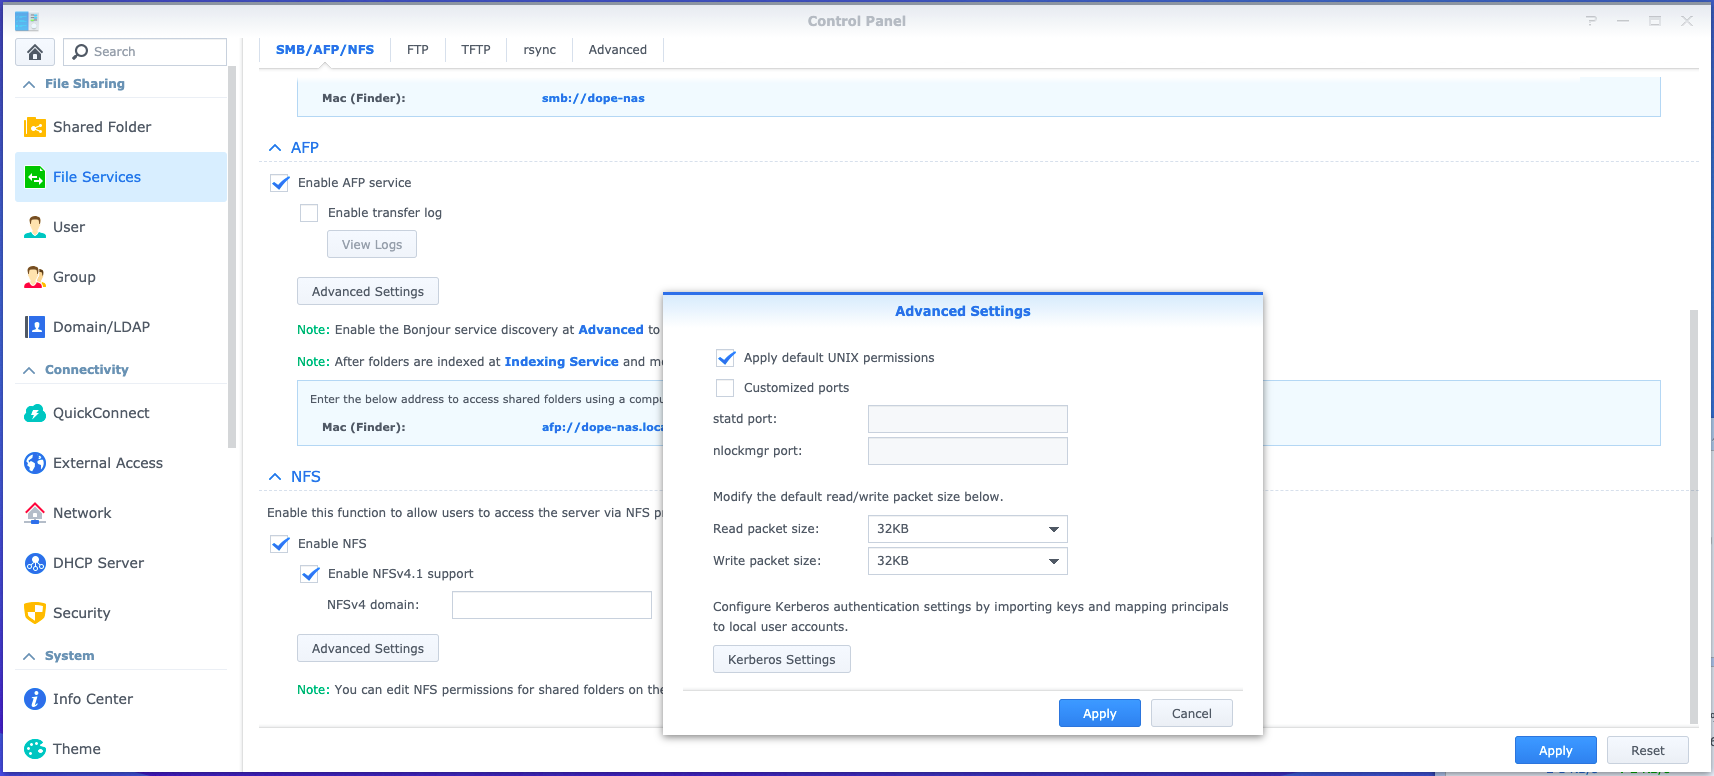 Control Panel
Search
SMB/AFP/NFS
FTP
TFTP
rsync
Advanced
File Sharing
Shared Folder
File Services
User
Group
Domain/LDAP
Connectivity
QuickConnect
External Access
Network
DHCP Server
Security
System
Info Center
Theme
Mac (Finder): smb://dope-nas
AFP
Enable AFP service
Enable transfer log
View Logs
Advanced Settings
Note: Enable the Bonjour service discovery at Advanced to
Note: After folders are indexed at Indexing Service and
Enter the below address to access shared folders using a
Mac (Finder): afp://dope-nas.loca
NFS
Enable this function to allow users to access the server via NFS
Enable NFS
Enable NFSv4.1 support
NFSv4 domain:
Advanced Settings
Note: You can edit NFS permissions for shared folders on the
Advanced Settings
Apply default UNIX permissions
Customized ports
statd port:
nlockmgr port:
Modify the default read/write packet size below.
Read packet size: 32KB
Write packet size: 32KB
Configure Kerberos authentication settings by importing keys and mapping principals
to local user accounts.
Kerberos Settings
Apply
Cancel
Apply
Reset